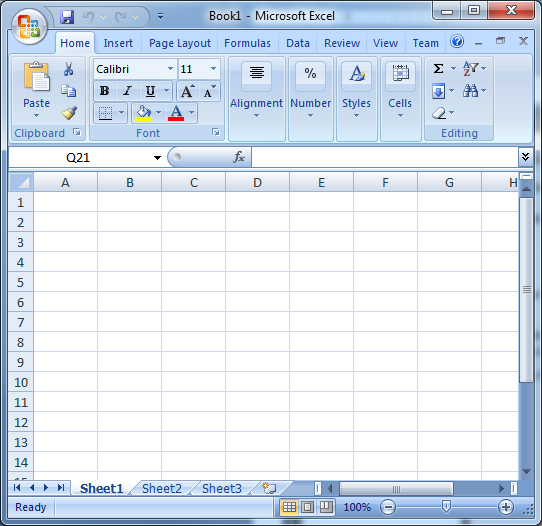 Book1 - Microsoft Excel
Home Insert Page Layout Formulas Data Review View Team
Calibri 11
Σ
B I U A A
% A
Paste Alignment Number Styles Cells
A
Clipboard Font Editing
Q21 fx
A B C D E F G H
1
2
3
4
5
6
7
8
9
10
11
12
13
14
Sheet1 Sheet2 Sheet3
Ready 100%